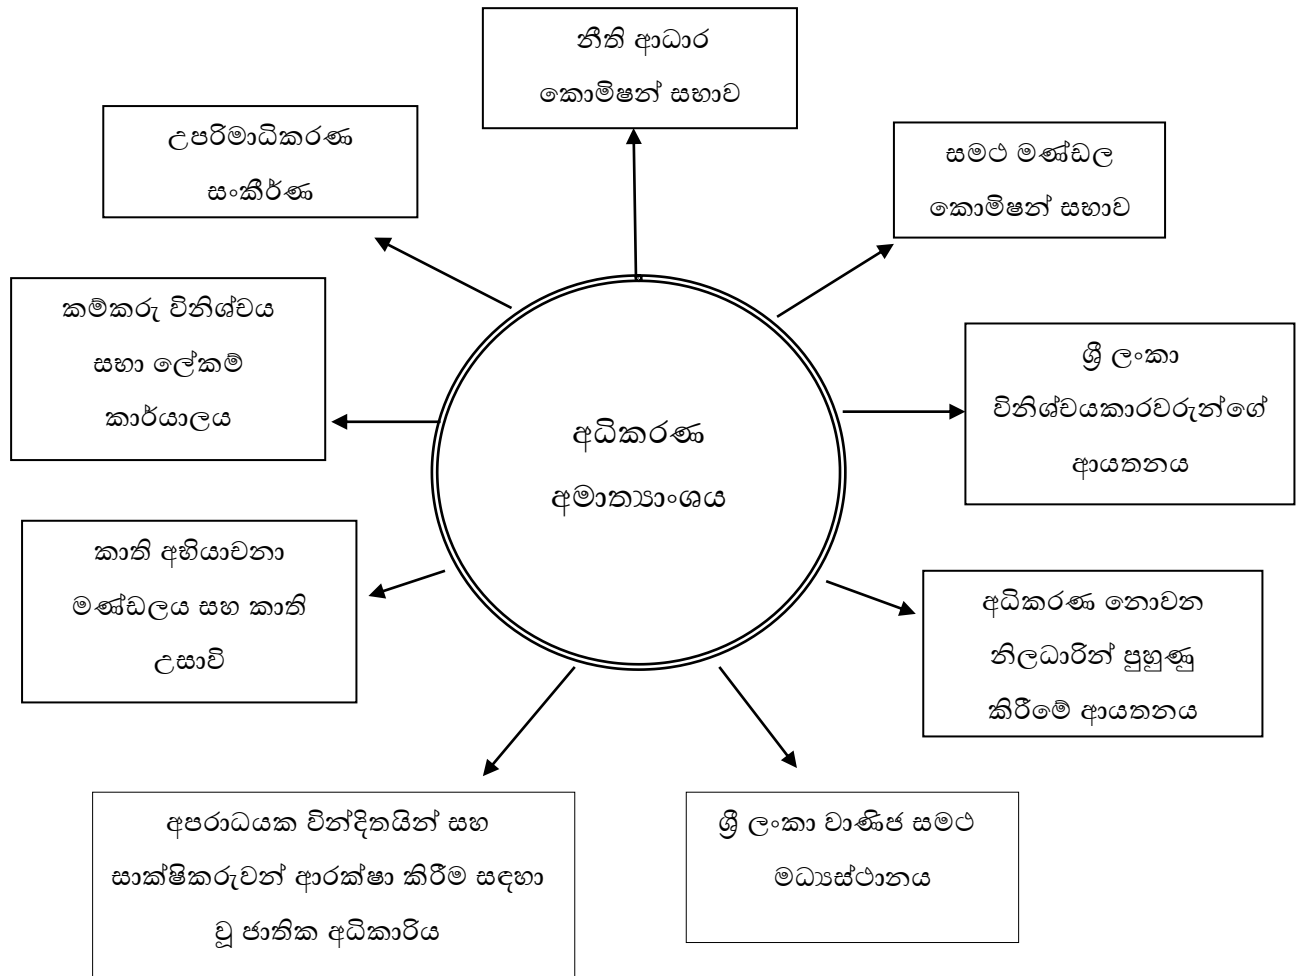 නීති ආධාර
කොමිෂන් සභාව
උපරිමාධිකරණ
සංකීර්ණ
සමථ මණ්ඩල
කොමිෂන් සභාව
කම්කරු විනිශ්චය
සභා ලේකම්
කාර්යාලය
ශ්‍රී ලංකා
විනිශ්චයකාරවරුන්ගේ
ආයතනය
අධිකරණ
අමාත්‍යාංශය
කාති අභියාචනා
මණ්ඩලය සහ කාති
උසාවි
අධිකරණ නොවන
නිලධාරින් පුහුණු
කිරීමේ ආයතනය
අපරාධයක වින්දිතයින් සහ
සාක්ෂිකරුවන් ආරක්ෂා කිරීම සඳහා
වූ ජාතික අධිකාරිය
ශ්‍රී ලංකා වාණිජ සමථ
මධ්‍යස්ථානය